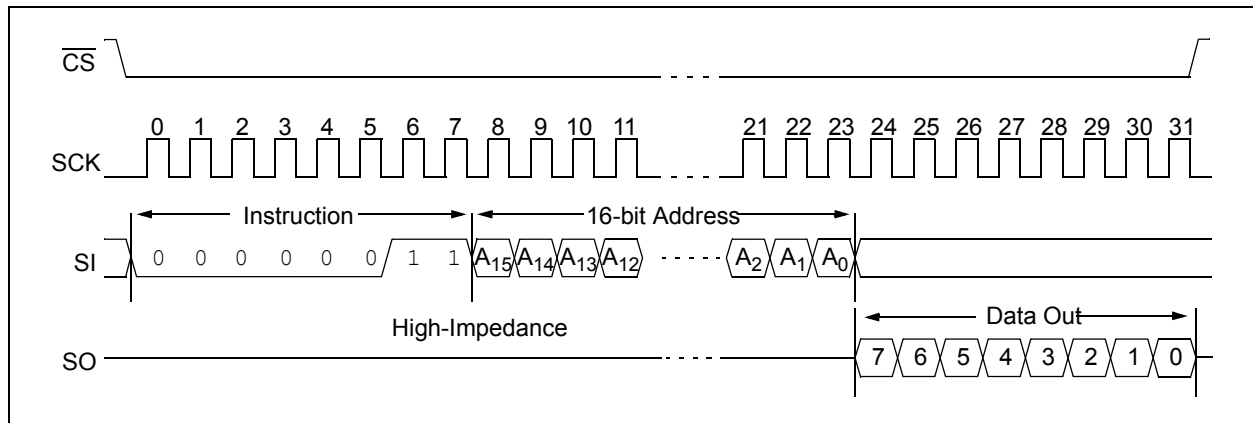 CS
0 1 2 3 4 5 6 7 8 9 10 11 21 22 23 24 25 26 27 28 29 30 31
SCK
Instruction 16-bit Address
SI 0 0 0 0 0 0 1 1 A15 A14 A13 A12 A2 A1 A0
High-Impedance Data Out
SO 7 6 5 4 3 2 1 0